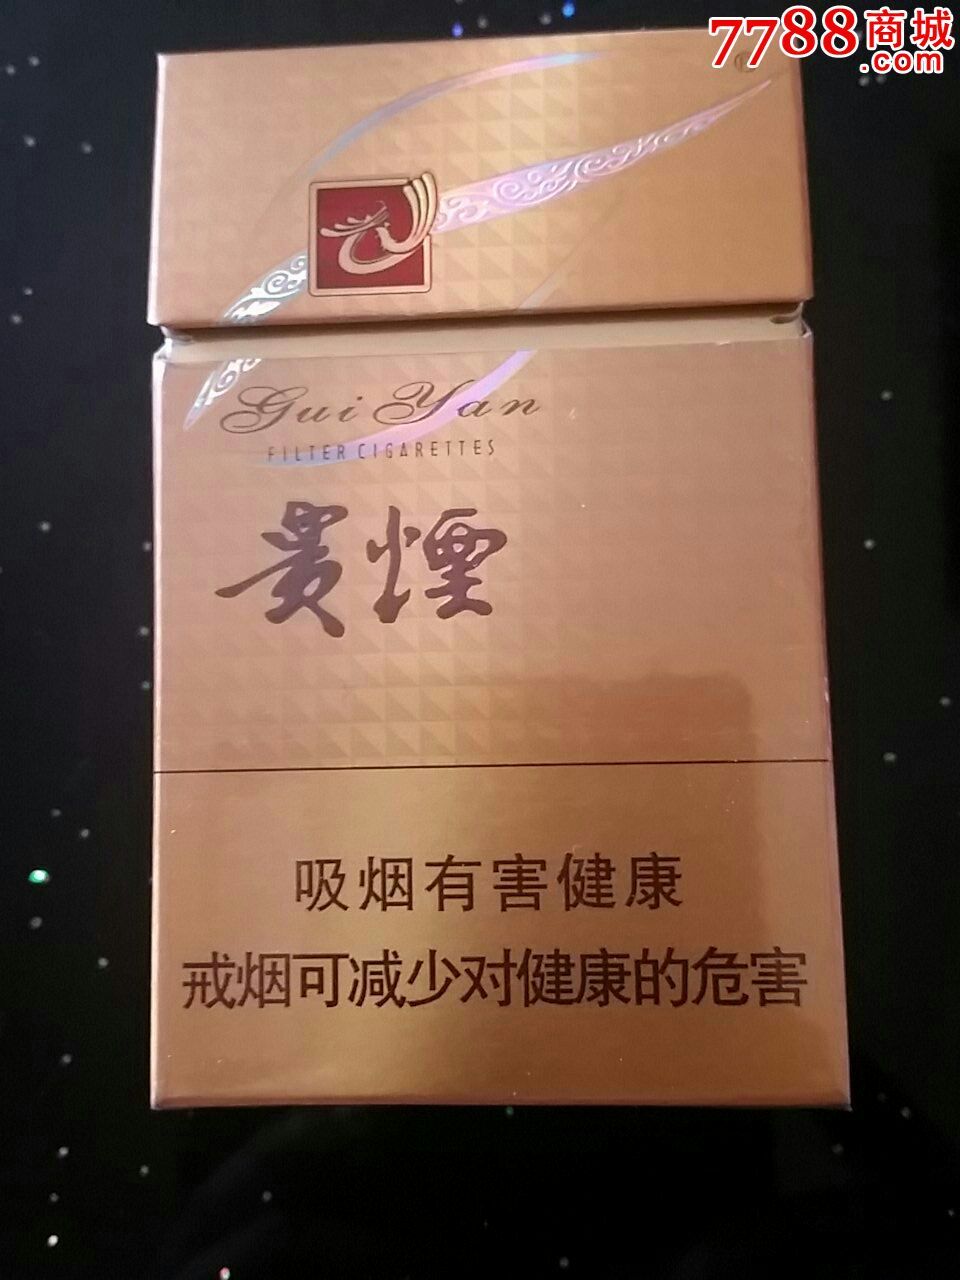 7788商城
.com
Gui Yan
FILTER CIGARETTES
贵煙
吸烟有害健康
戒烟可减少对健康的危害